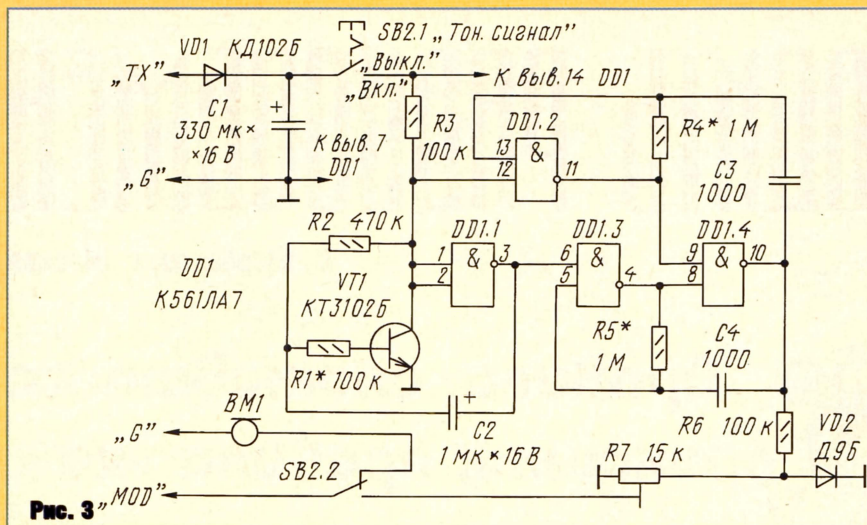 SB2.1 „Тон. сигнал"
VD1 КД102Б
„TX"
„Выкл."
„Вкл."
К выв. 14 DD1
C1
330 мк×
×16 В
К выв. 7
DD1
„G"
R3
100 к
DD1.2
13
12
&
11
R4* 1 М
C3
1000
R2 470 к
DD1
К561ЛА7
VT1
КТ3102Б
R1* 100 к
DD1.1
1
2
&
3
DD1.3
6
5
&
4
DD1.4
9
8
&
10
R5*
1 М
C4
1000
C2
1 мк×16 В
„G"
BM1
SB2.2
„MOD"
R6
100 к
R7 15 к
VD2
Д9Б
Рис. 3